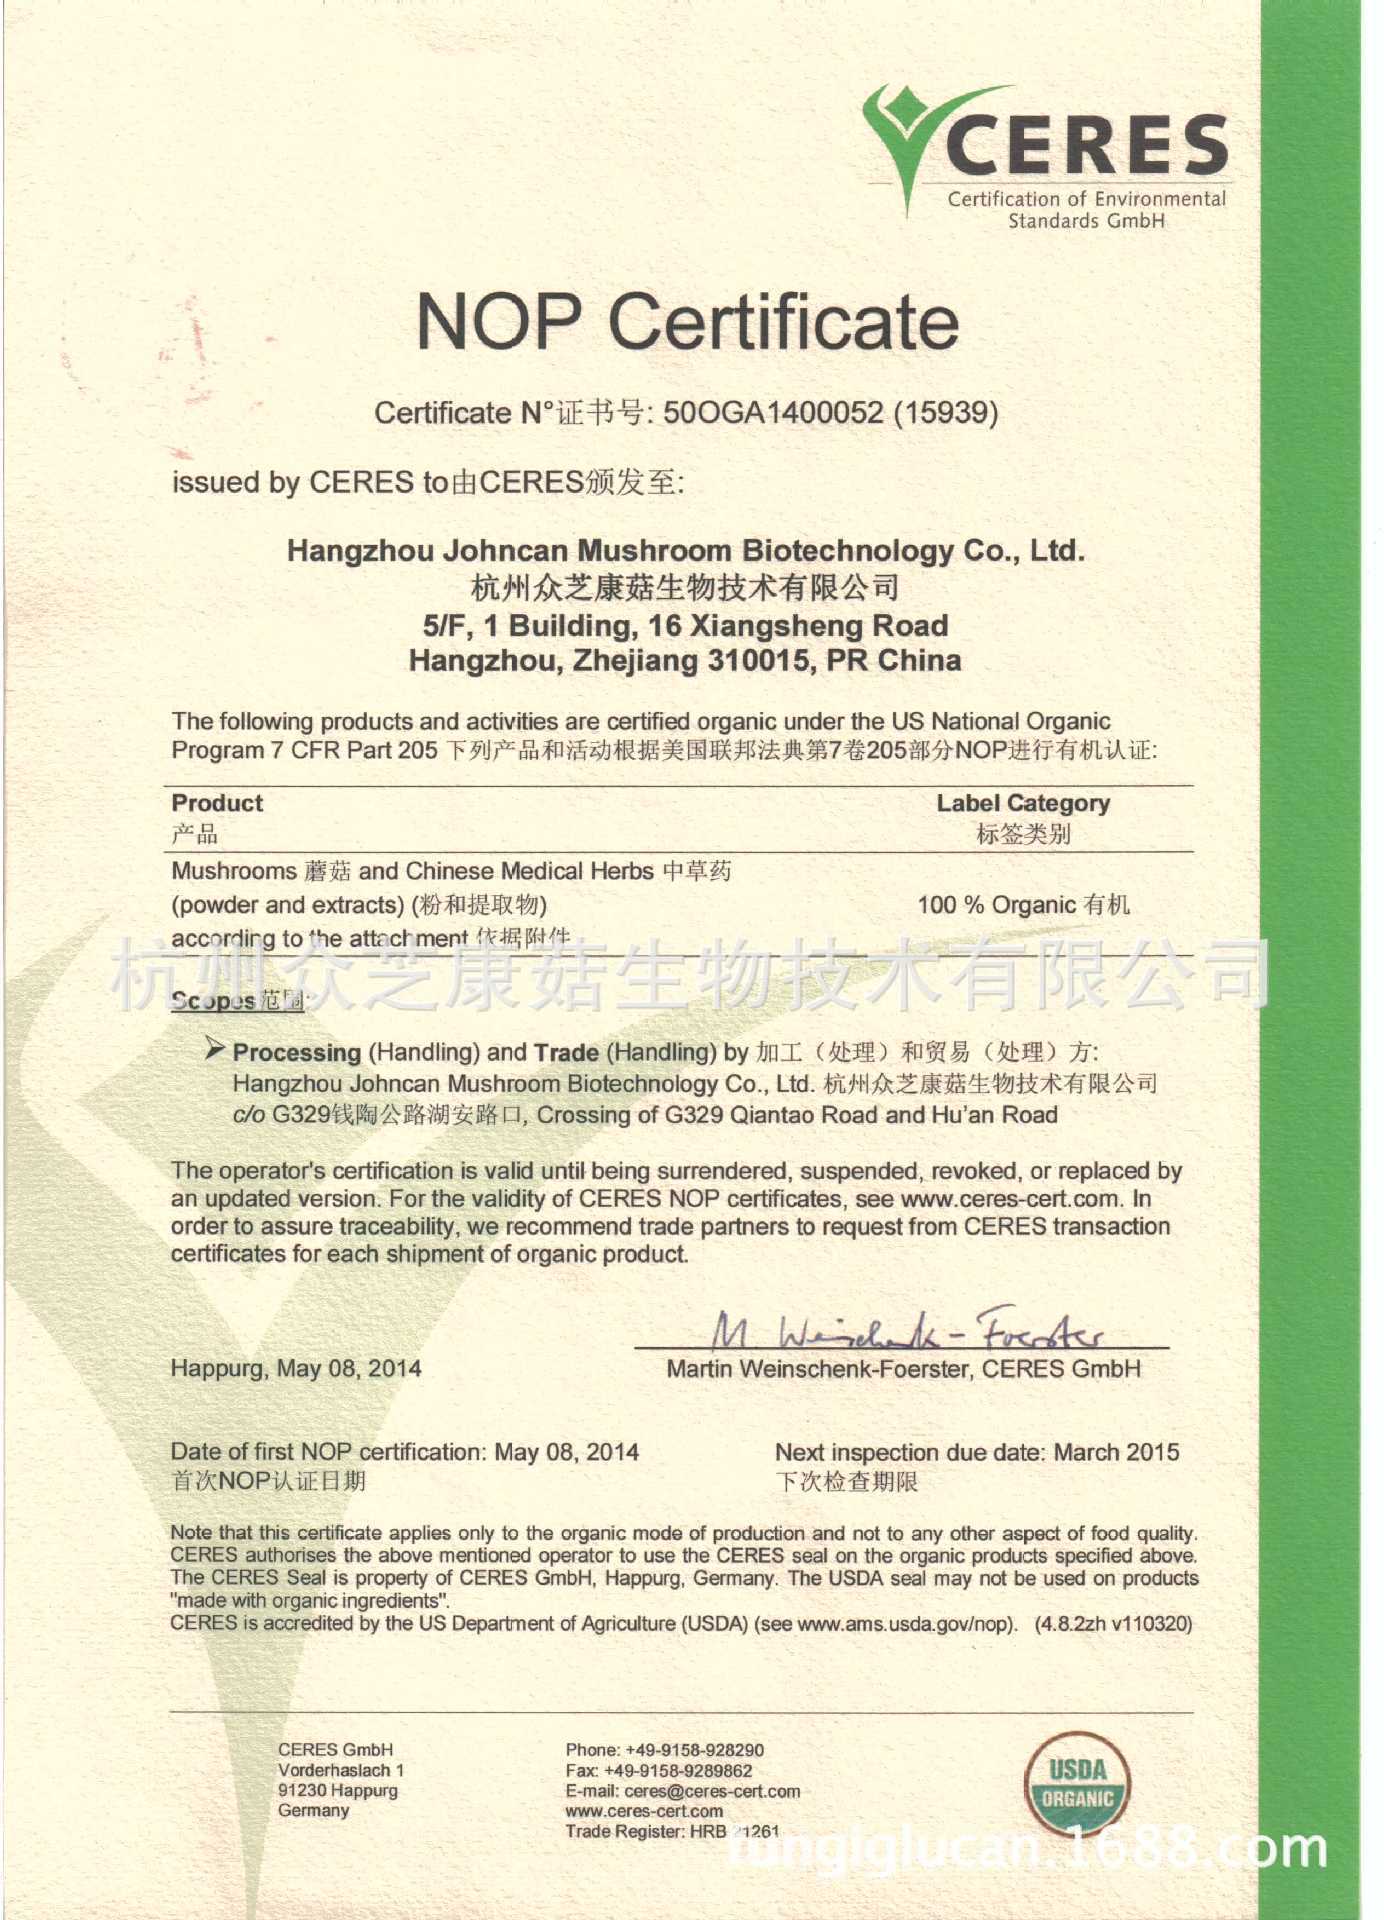 CERES
Certification of Environmental
Standards GmbH
NOP Certificate
Certificate N°证书号: 50OGA1400052 (15939)
issued by CERES to由CERES颁发至:
Hangzhou Johncan Mushroom Biotechnology Co., Ltd.
杭州众芝康菇生物技术有限公司
5/F, 1 Building, 16 Xiangsheng Road
Hangzhou, Zhejiang 310015, PR China
The following products and activities are certified organic under the US National Organic
Program 7 CFR Part 205 下列产品和活动根据美国联邦法典第7卷205部分NOP进行有机认证:
Product Label Category
产品 标签类别
Mushrooms 蘑菇 and Chinese Medical Herbs 中草药
(powder and extracts) (粉和提取物) 100 % Organic 有机
according to the attachment 依据附件
杭州众芝康菇生物技术有限公司
Scopes范围:
➢ Processing (Handling) and Trade (Handling) by 加工（处理）和贸易（处理）方:
Hangzhou Johncan Mushroom Biotechnology Co., Ltd. 杭州众芝康菇生物技术有限公司
c/o G329钱陶公路湖安路口, Crossing of G329 Qiantao Road and Hu'an Road
The operator's certification is valid until being surrendered, suspended, revoked, or replaced by
an updated version. For the validity of CERES NOP certificates, see www.ceres-cert.com. In
order to assure traceability, we recommend trade partners to request from CERES transaction
certificates for each shipment of organic product.
M. Weinschenk-Foerster
Happurg, May 08, 2014 Martin Weinschenk-Foerster, CERES GmbH
Date of first NOP certification: May 08, 2014 Next inspection due date: March 2015
首次NOP认证日期 下次检查期限
Note that this certificate applies only to the organic mode of production and not to any other aspect of food quality.
CERES authorises the above mentioned operator to use the CERES seal on the organic products specified above.
The CERES Seal is property of CERES GmbH, Happurg, Germany. The USDA seal may not be used on products
"made with organic ingredients".
CERES is accredited by the US Department of Agriculture (USDA) (see www.ams.usda.gov/nop). (4.8.2zh v110320)
CERES GmbH
Vorderhaslach 1
91230 Happurg
Germany
Phone: +49-9158-928290
Fax: +49-9158-9289862
E-mail: ceres@ceres-cert.com
www.ceres-cert.com
Trade Register: HRB 21261
USDA
ORGANIC
fungiglucan.1688.com